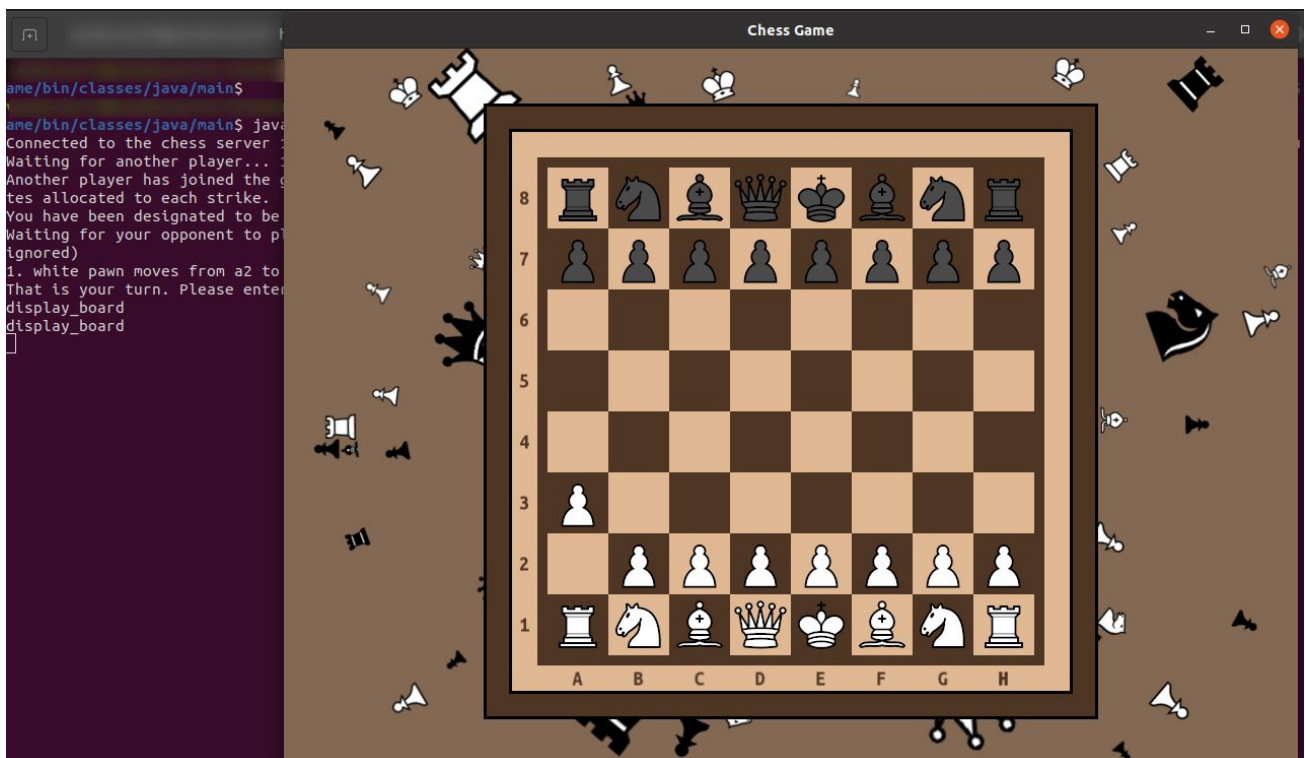 Chess Game
ame/bin/classes/java/main$
ame/bin/classes/java/main$ java
Connected to the chess server
Waiting for another player...
Another player has joined the
tes allocated to each strike.
You have been designated to be
Waiting for your opponent to
ignored)
1. white pawn moves from a2 to
That is your turn. Please enter
display_board
display_board
8
7
6
5
4
3
2
1
A B C D E F G H